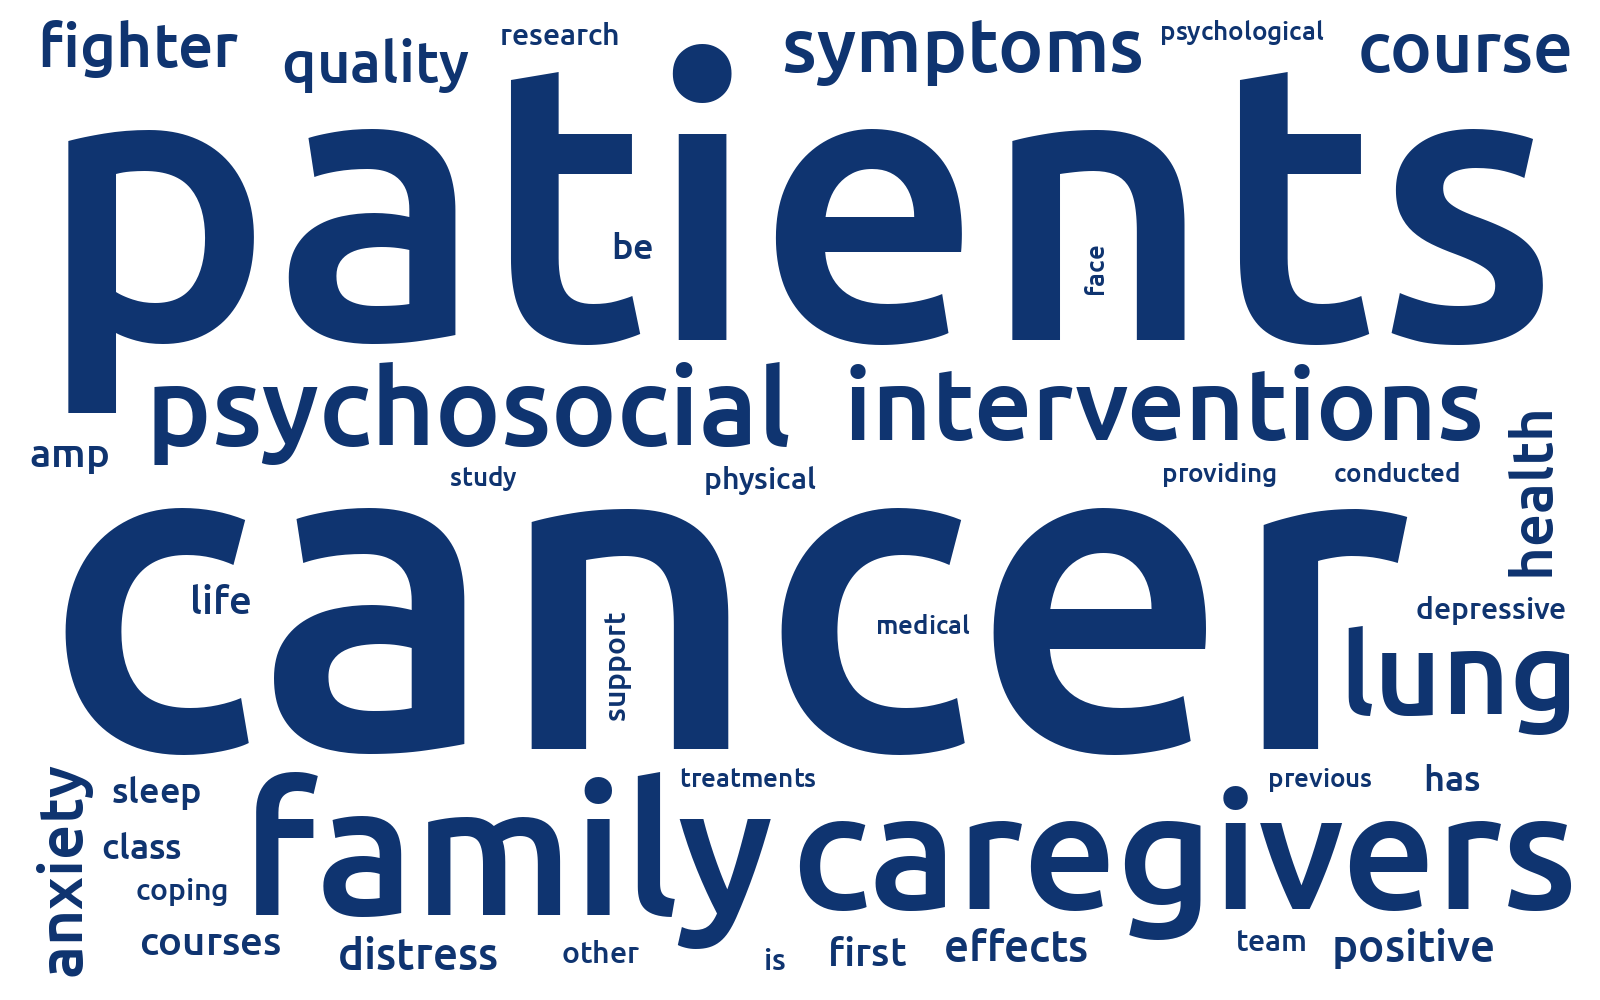 fighter quality research symptoms psychological course
patients
be
face
psychosocial interventions
amp
health
study physical providing conducted
cancer
life
support
medical
depressive
lung
anxiety
sleep
treatments
previous
has
family caregivers
class
coping
courses distress other is first effects team positive